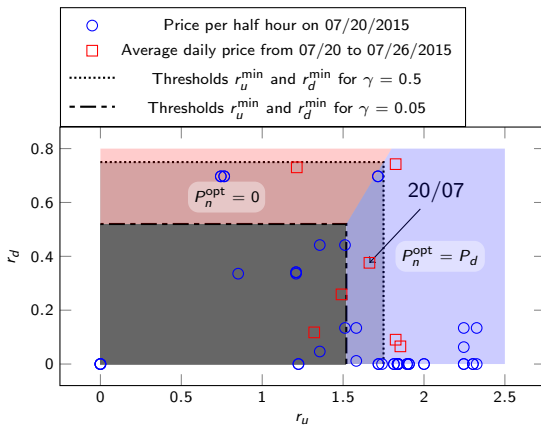 Price per half hour on 07/20/2015
Average daily price from 07/20 to 07/26/2015
Thresholds r_u^min and r_d^min for γ = 0.5
Thresholds r_u^min and r_d^min for γ = 0.05
0.8
0.6
0.4
0.2
0
r_d
P_n^opt = 0
20/07
P_n^opt = P_d
0 0.5 1 1.5 2 2.5
r_u